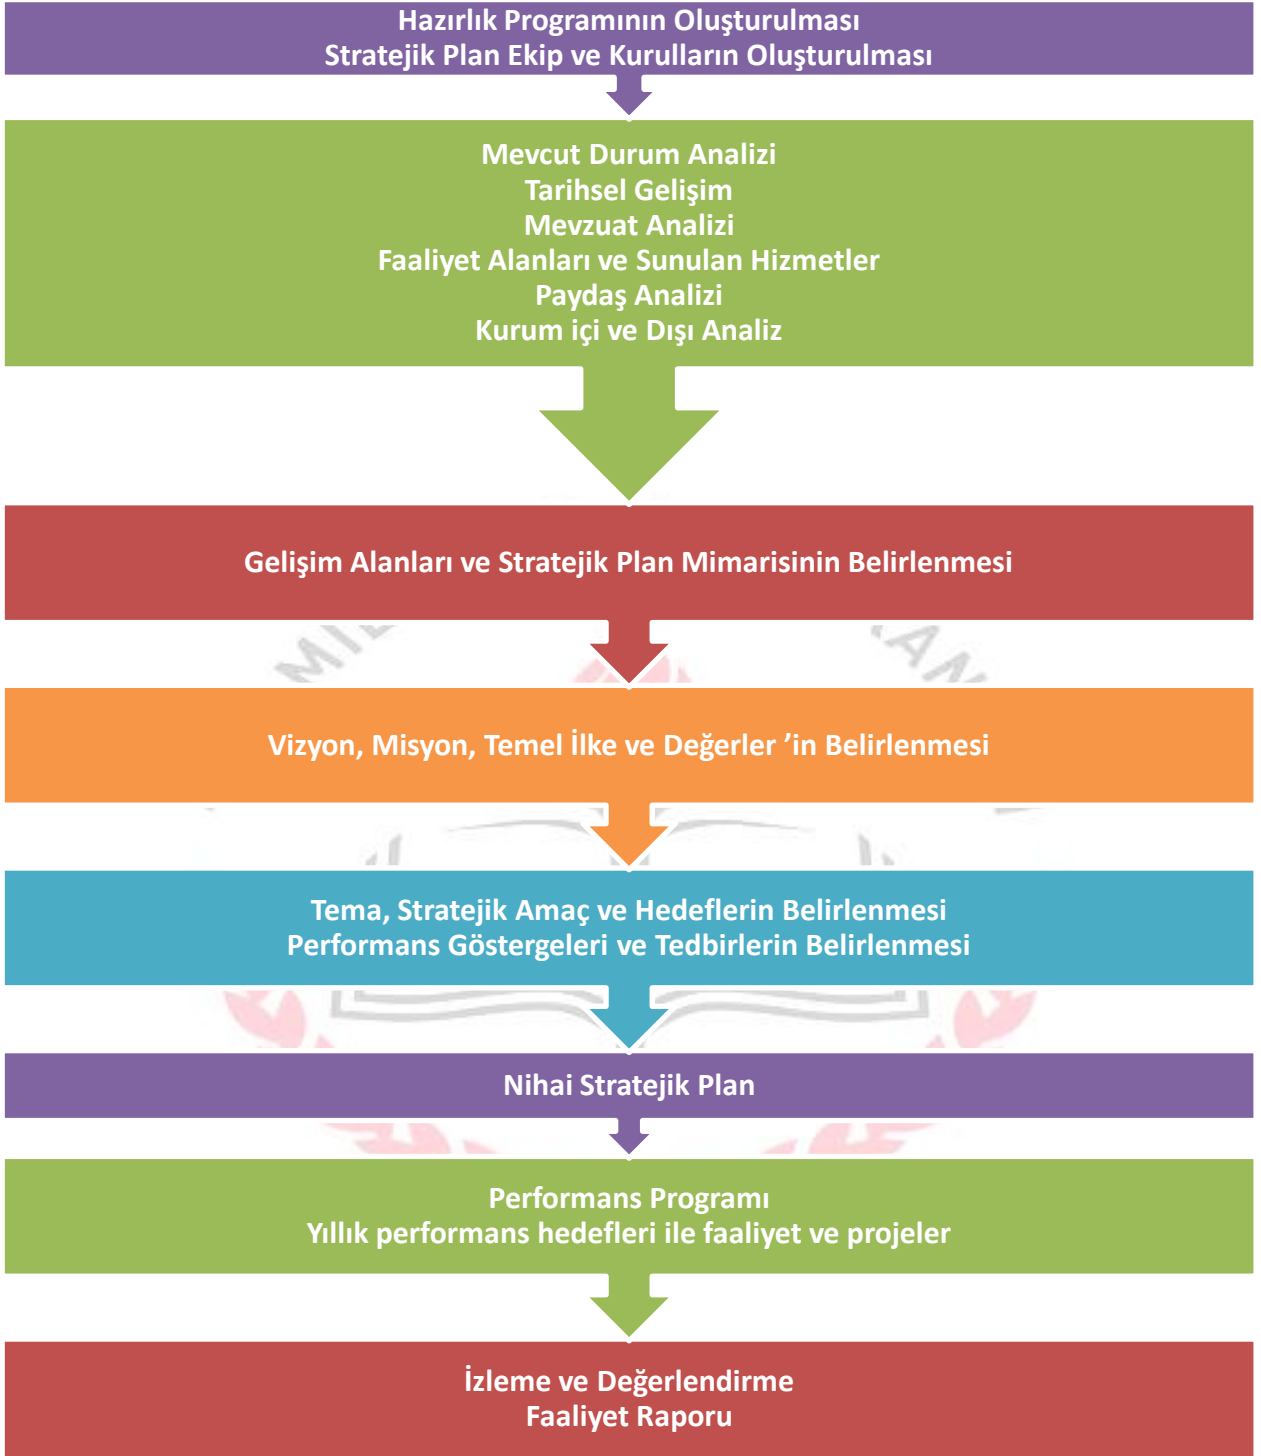 Hazırlık Programının Oluşturulması
Stratejik Plan Ekip ve Kurulların Oluşturulması
Mevcut Durum Analizi
Tarihsel Gelişim
Mevzuat Analizi
Faaliyet Alanları ve Sunulan Hizmetler
Paydaş Analizi
Kurum içi ve Dışı Analiz
Gelişim Alanları ve Stratejik Plan Mimarisinin Belirlenmesi
Vizyon, Misyon, Temel İlke ve Değerler ’in Belirlenmesi
Tema, Stratejik Amaç ve Hedeflerin Belirlenmesi
Performans Göstergeleri ve Tedbirlerin Belirlenmesi
Nihai Stratejik Plan
Performans Programı
Yıllık performans hedefleri ile faaliyet ve projeler
İzleme ve Değerlendirme
Faaliyet Raporu